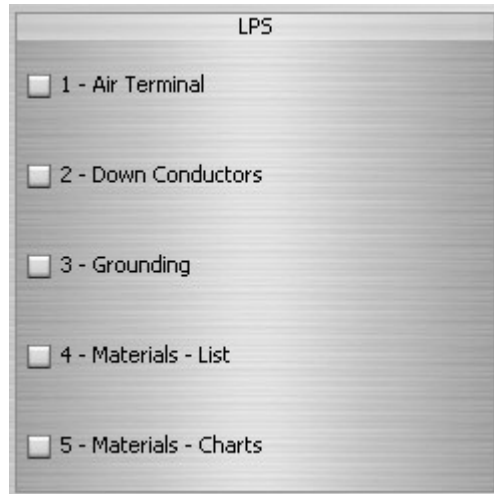 LPS
1 - Air Terminal
2 - Down Conductors
3 - Grounding
4 - Materials - List
5 - Materials - Charts